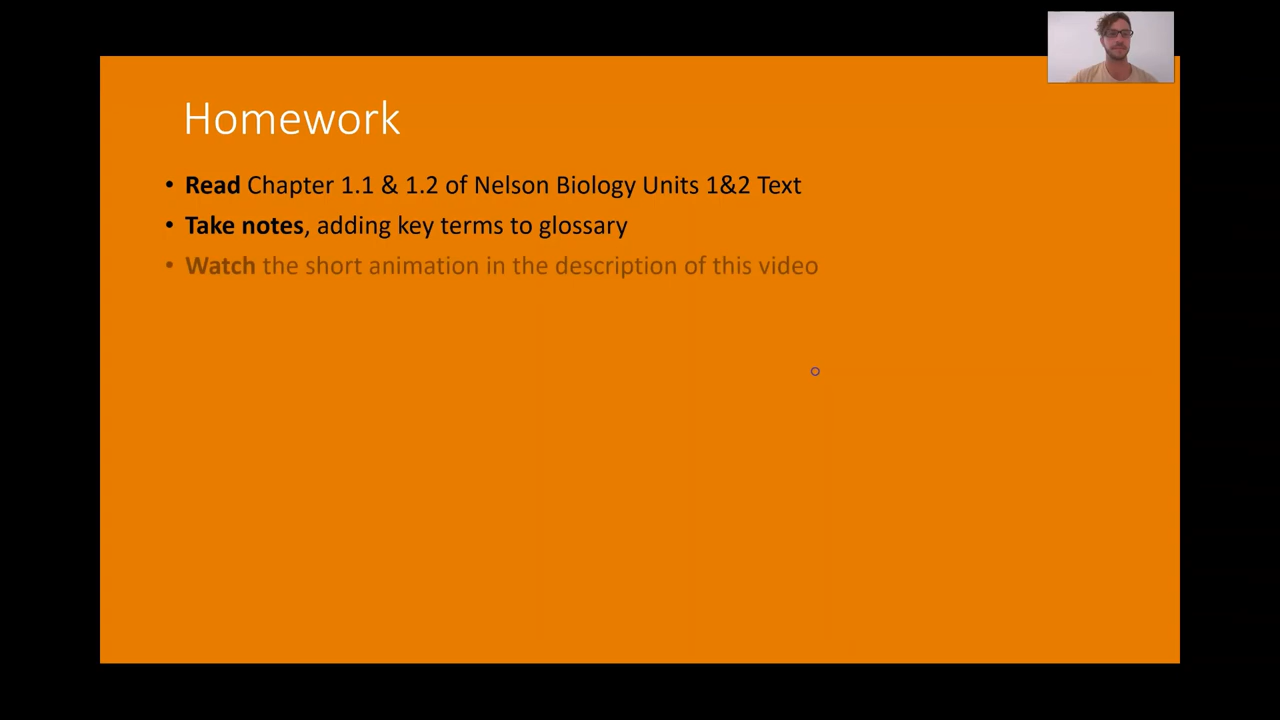 Homework
• Read Chapter 1.1 & 1.2 of Nelson Biology Units 1&2 Text
• Take notes, adding key terms to glossary
• Watch the short animation in the description of this video